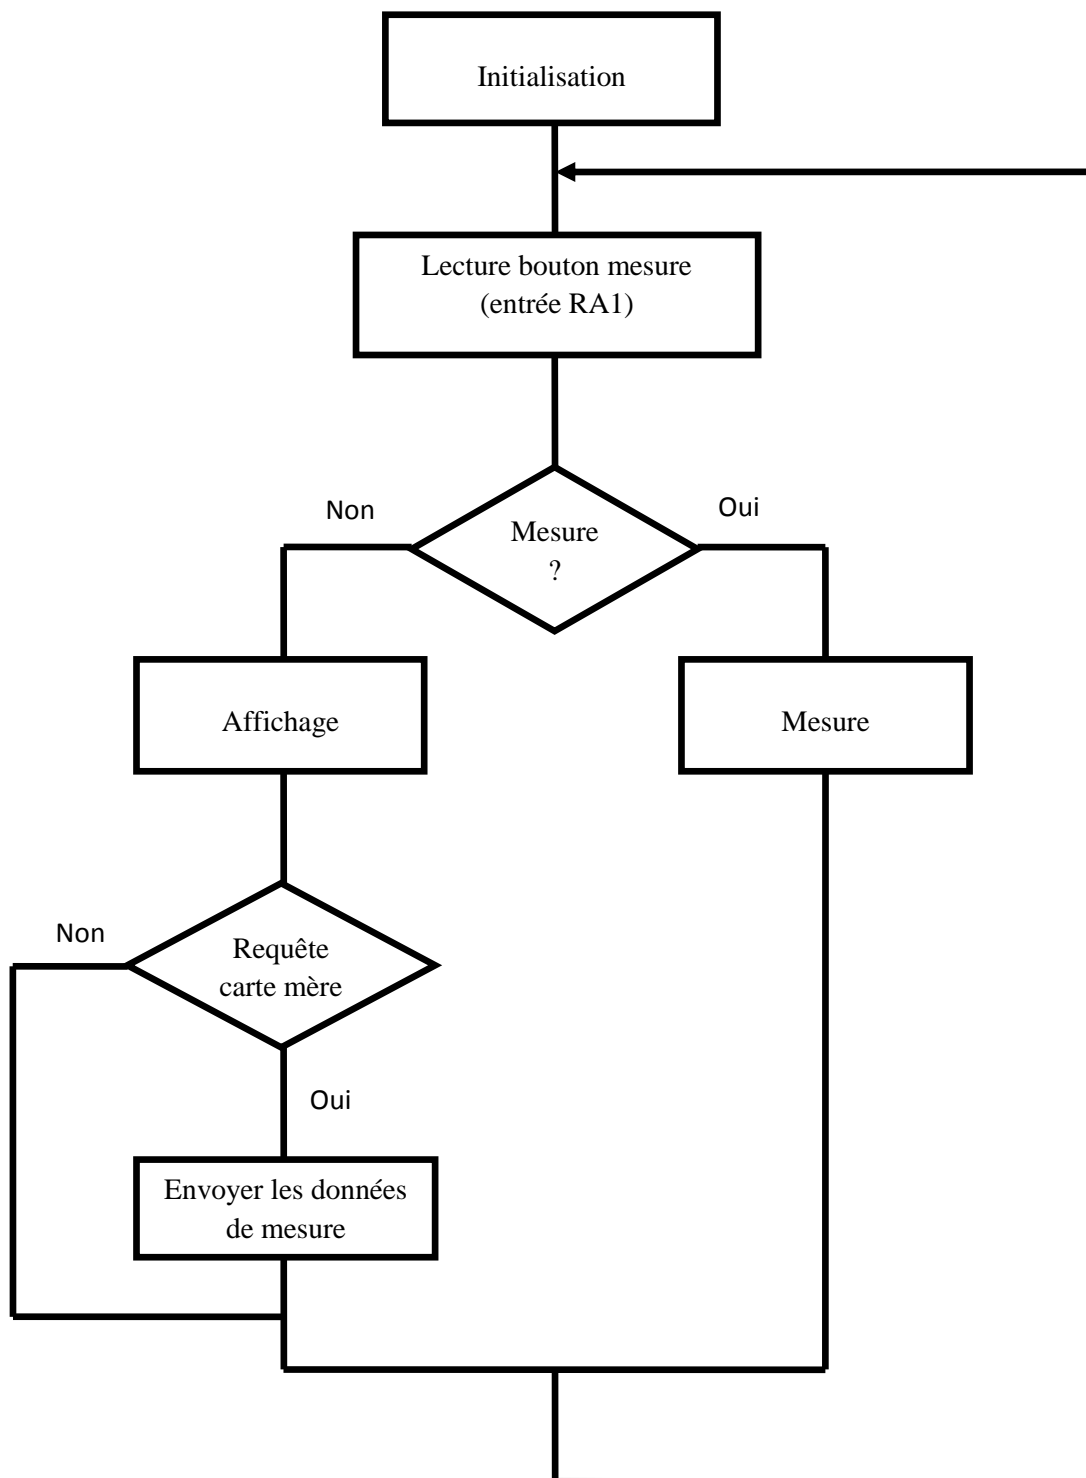 Initialisation
Lecture bouton mesure
(entrée RA1)
Non
Oui
Mesure
?
Affichage
Mesure
Non
Requête
carte mère
Oui
Envoyer les données
de mesure